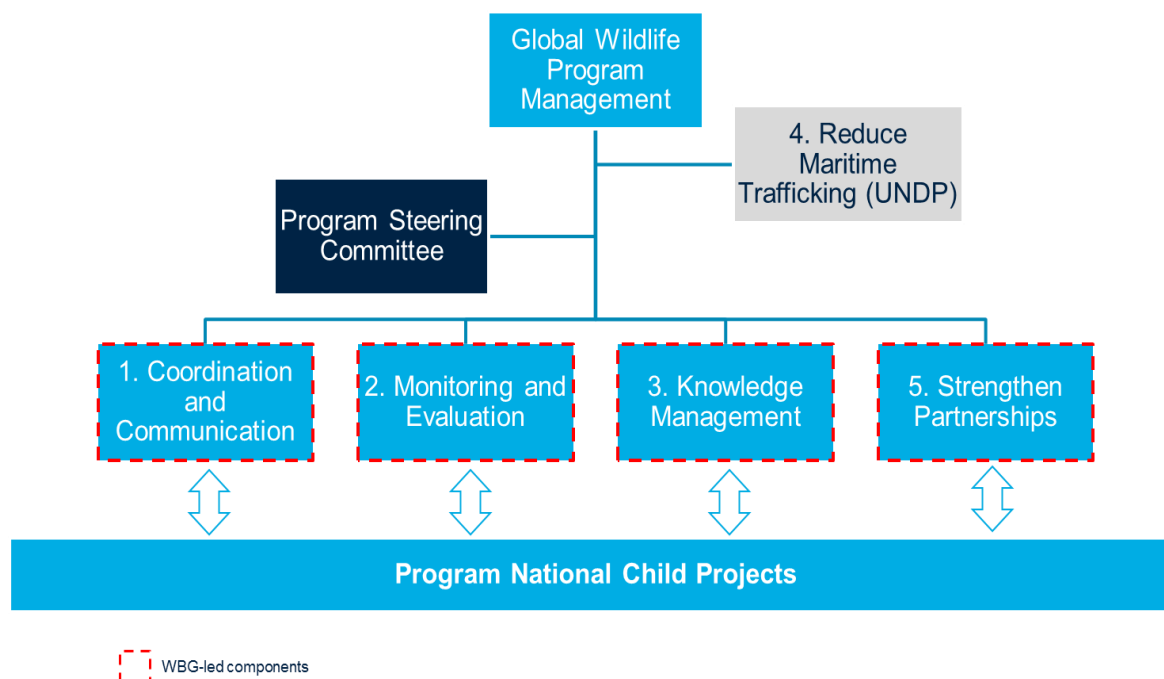 Global Wildlife
Program
Management
4. Reduce
Maritime
Trafficking (UNDP)
Program Steering
Committee
1. Coordination
and
Communication
2. Monitoring and
Evaluation
3. Knowledge
Management
5. Strengthen
Partnerships
Program National Child Projects
WBG-led components